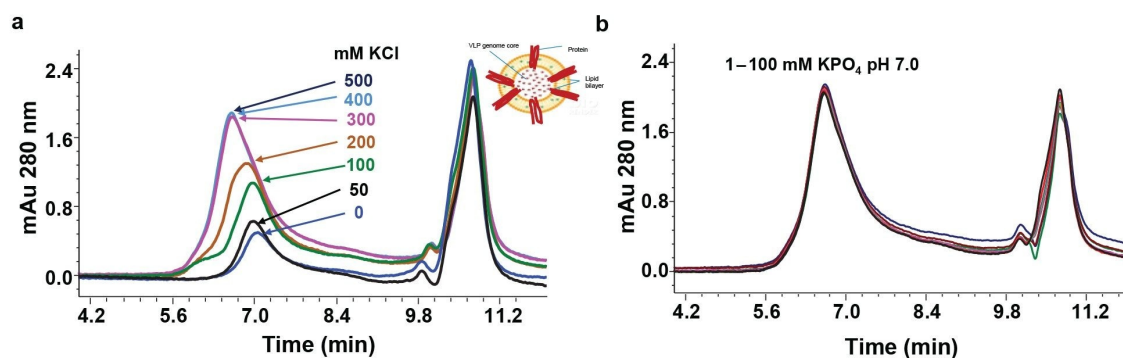 a
mM KCl
500
400
300
200
100
50
0
VLP genome core
Protein
Lipid
bilayer
mAu 280 nm
2.4
1.6
0.8
0.0
4.2 5.6 7.0 8.4 9.8 11.2
Time (min)
b
1–100 mM KPO₄ pH 7.0
mAu 280 nm
2.4
1.6
0.8
0.0
4.2 5.6 7.0 8.4 9.8 11.2
Time (min)